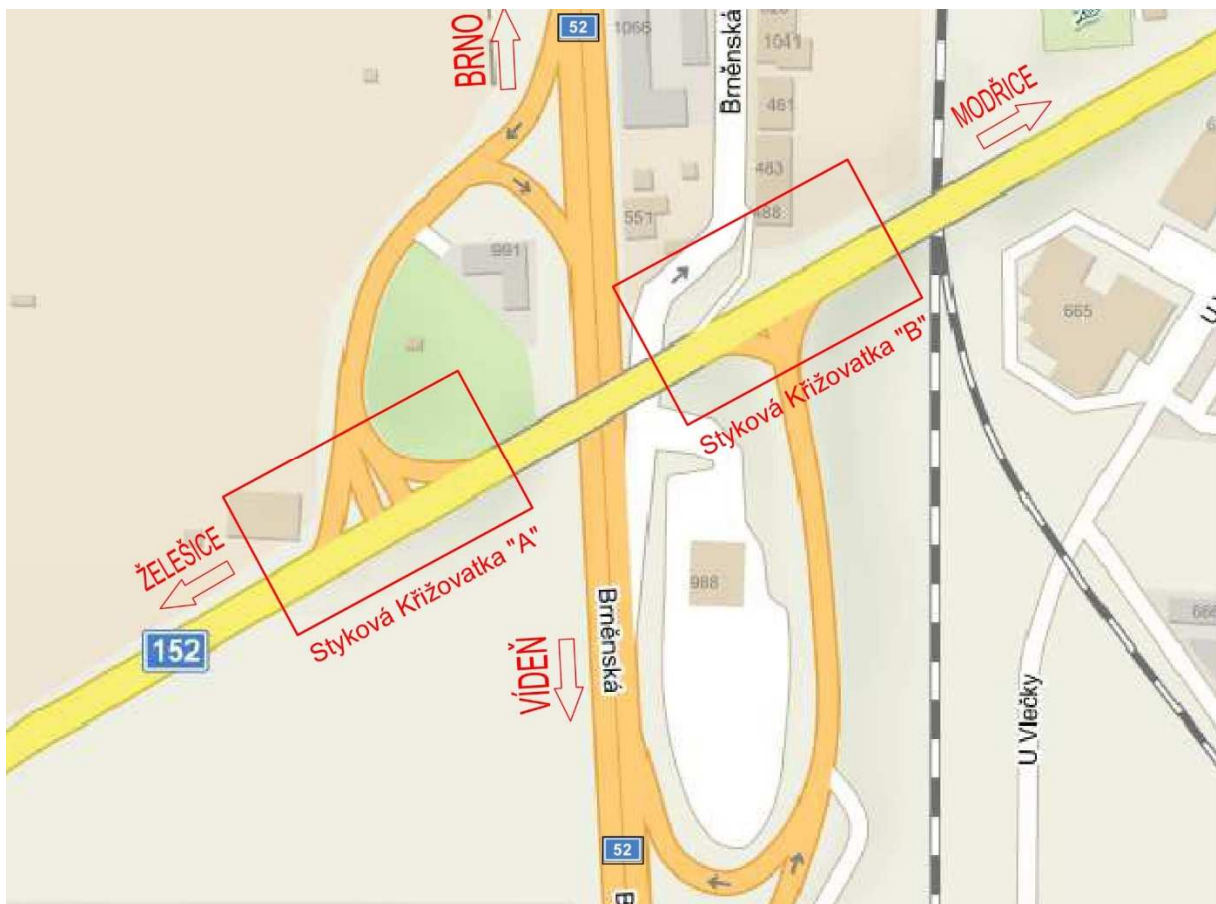 BRNO
52
1066
Brněnská
1041
461
MODŘICE
483
488
551
991
665
Styková Křižovatka "B"
Styková Křižovatka "A"
ŽELEŠICE
152
988
Brněnská
VÍDEŇ
U Vlečky
666
52
B